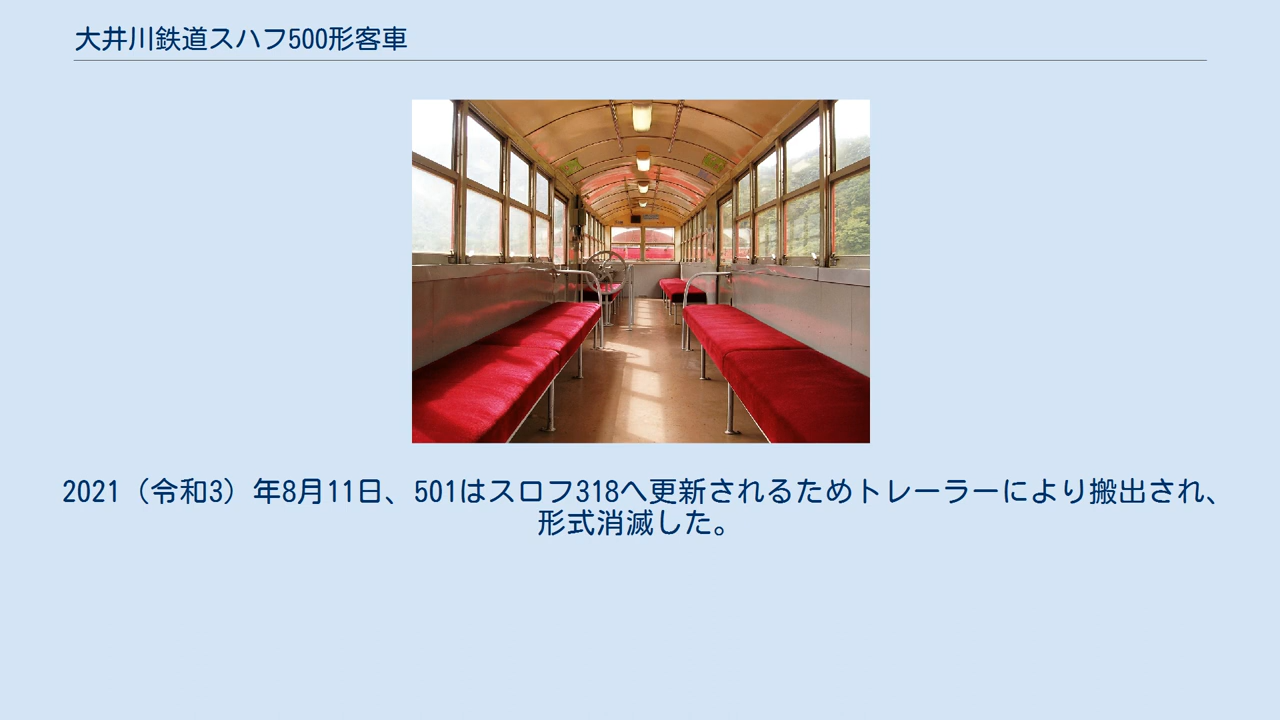 大井川鉄道スハフ500形客車
2021（令和3）年8月11日、501はスロフ318へ更新されるためトレーラーにより搬出され、
形式消滅した。